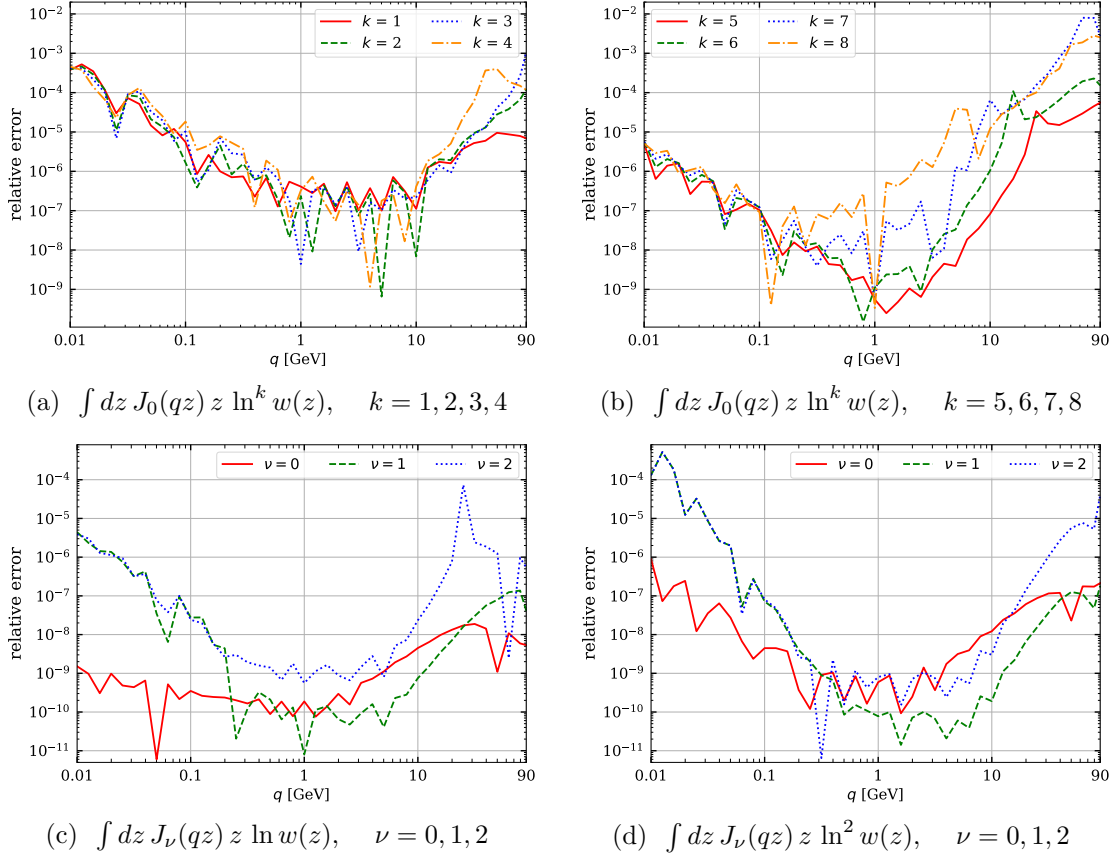 10⁻²
10⁻³
10⁻⁴
10⁻⁵
10⁻⁶
10⁻⁷
10⁻⁸
10⁻⁹
relative error
k = 1
k = 2
k = 3
k = 4
0.01 0.1 1 10 90
q [GeV]
(a) ∫ dz J₀(qz) z lnᵏ w(z), k = 1, 2, 3, 4
10⁻²
10⁻³
10⁻⁴
10⁻⁵
10⁻⁶
10⁻⁷
10⁻⁸
10⁻⁹
relative error
k = 5
k = 6
k = 7
k = 8
0.01 0.1 1 10 90
q [GeV]
(b) ∫ dz J₀(qz) z lnᵏ w(z), k = 5, 6, 7, 8
10⁻⁴
10⁻⁵
10⁻⁶
10⁻⁷
10⁻⁸
10⁻⁹
10⁻¹⁰
10⁻¹¹
relative error
ν = 0 ν = 1 ν = 2
0.01 0.1 1 10 90
q [GeV]
(c) ∫ dz J_ν(qz) z ln w(z), ν = 0, 1, 2
10⁻⁴
10⁻⁵
10⁻⁶
10⁻⁷
10⁻⁸
10⁻⁹
10⁻¹⁰
10⁻¹¹
relative error
ν = 0 ν = 1 ν = 2
0.01 0.1 1 10 90
q [GeV]
(d) ∫ dz J_ν(qz) z ln² w(z), ν = 0, 1, 2